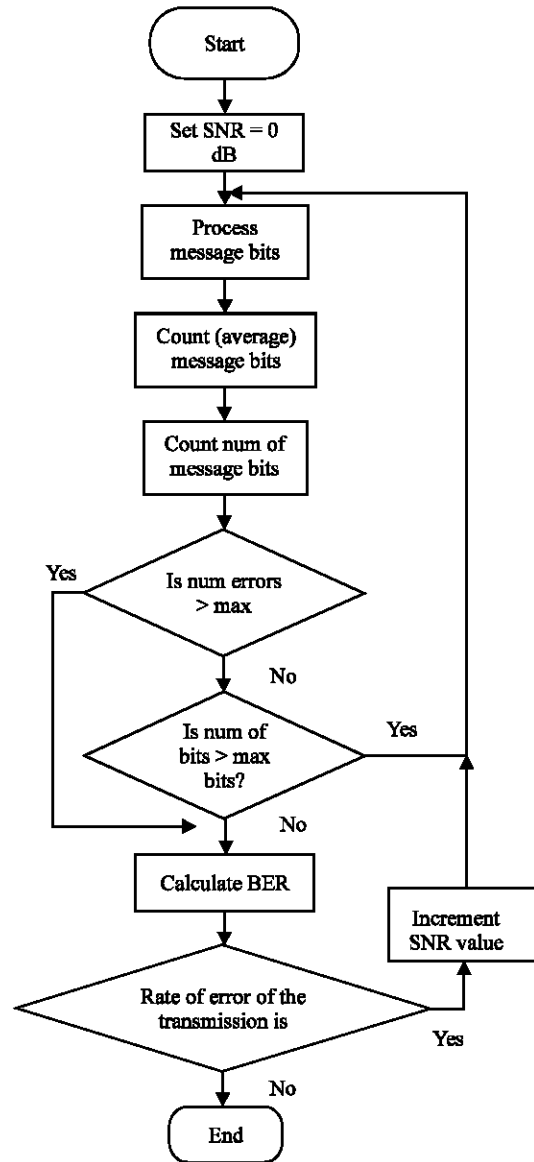 Start
Set SNR = 0
dB
Process
message bits
Count (average)
message bits
Count num of
message bits
Yes
Is num errors
> max
No
Is num of
bits > max
bits?
Yes
No
Calculate BER
Increment
SNR value
Rate of error of the
transmission is
Yes
No
End